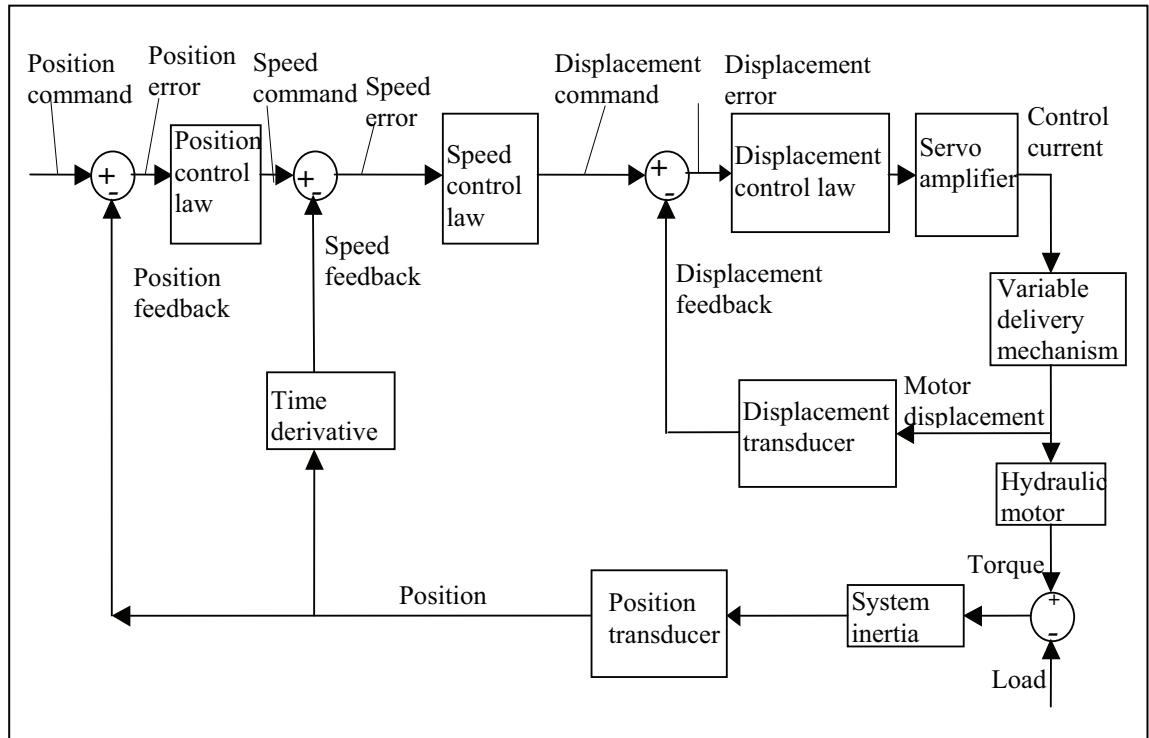 Position
command
Position
error
Speed
command
Speed
error
Displacement
command
Displacement
error
Control
current
+
-
Position
control
law
+
-
Speed
control
law
+
-
Displacement
control law
Servo
amplifier
Position
feedback
Speed
feedback
Displacement
feedback
Variable
delivery
mechanism
Time
derivative
Displacement
transducer
Motor
displacement
Hydraulic
motor
Torque
Position
Position
transducer
System
inertia
+
-
Load